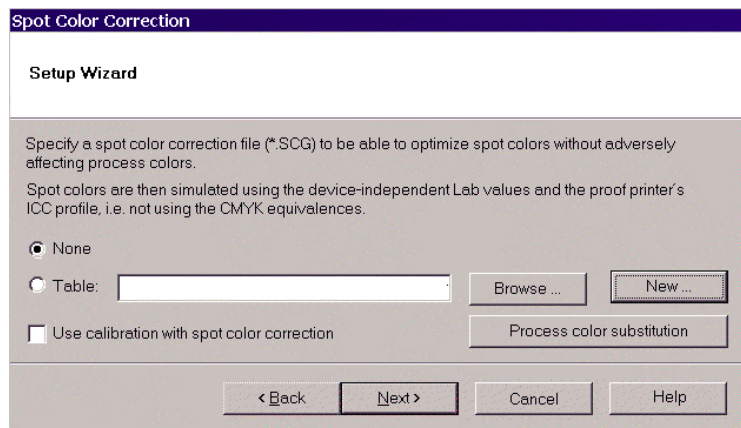 Spot Color Correction
Setup Wizard
Specify a spot color correction file (*.SCG) to be able to optimize spot colors without adversely
affecting process colors.
Spot colors are then simulated using the device-independent Lab values and the proof printer's
ICC profile, i.e. not using the CMYK equivalences.
None
Table:
Browse ...
New ...
Use calibration with spot color correction
Process color substitution
< Back
Next >
Cancel
Help